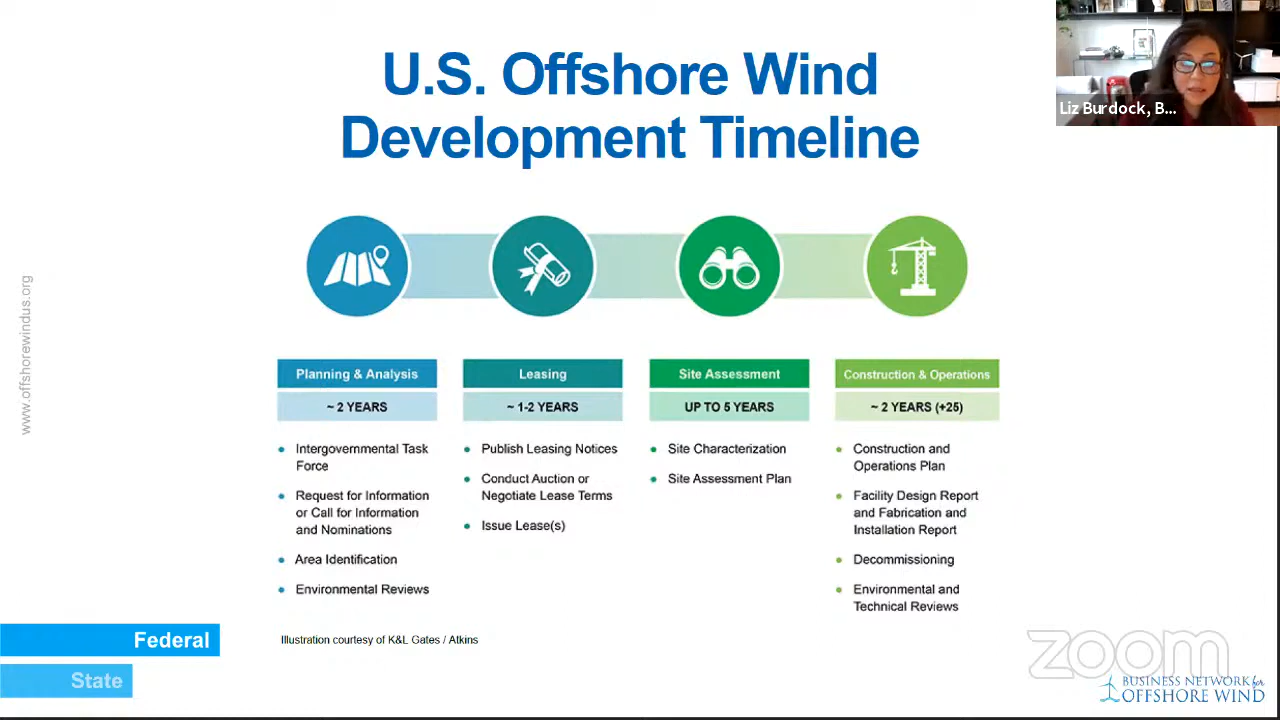 U.S. Offshore Wind
Development Timeline
Liz Burdock, B...
www.offshorewindus.org
Planning & Analysis
~ 2 YEARS
• Intergovernmental Task
Force
• Request for Information
or Call for Information
and Nominations
• Area Identification
• Environmental Reviews
Leasing
~ 1-2 YEARS
• Publish Leasing Notices
• Conduct Auction or
Negotiate Lease Terms
• Issue Lease(s)
Site Assessment
UP TO 5 YEARS
• Site Characterization
• Site Assessment Plan
Construction & Operations
~ 2 YEARS (+25)
• Construction and
Operations Plan
• Facility Design Report
and Fabrication and
Installation Report
• Decommissioning
• Environmental and
Technical Reviews
Illustration courtesy of K&L Gates / Atkins
Federal
State
zoom
BUSINESS NETWORK for
OFFSHORE WIND